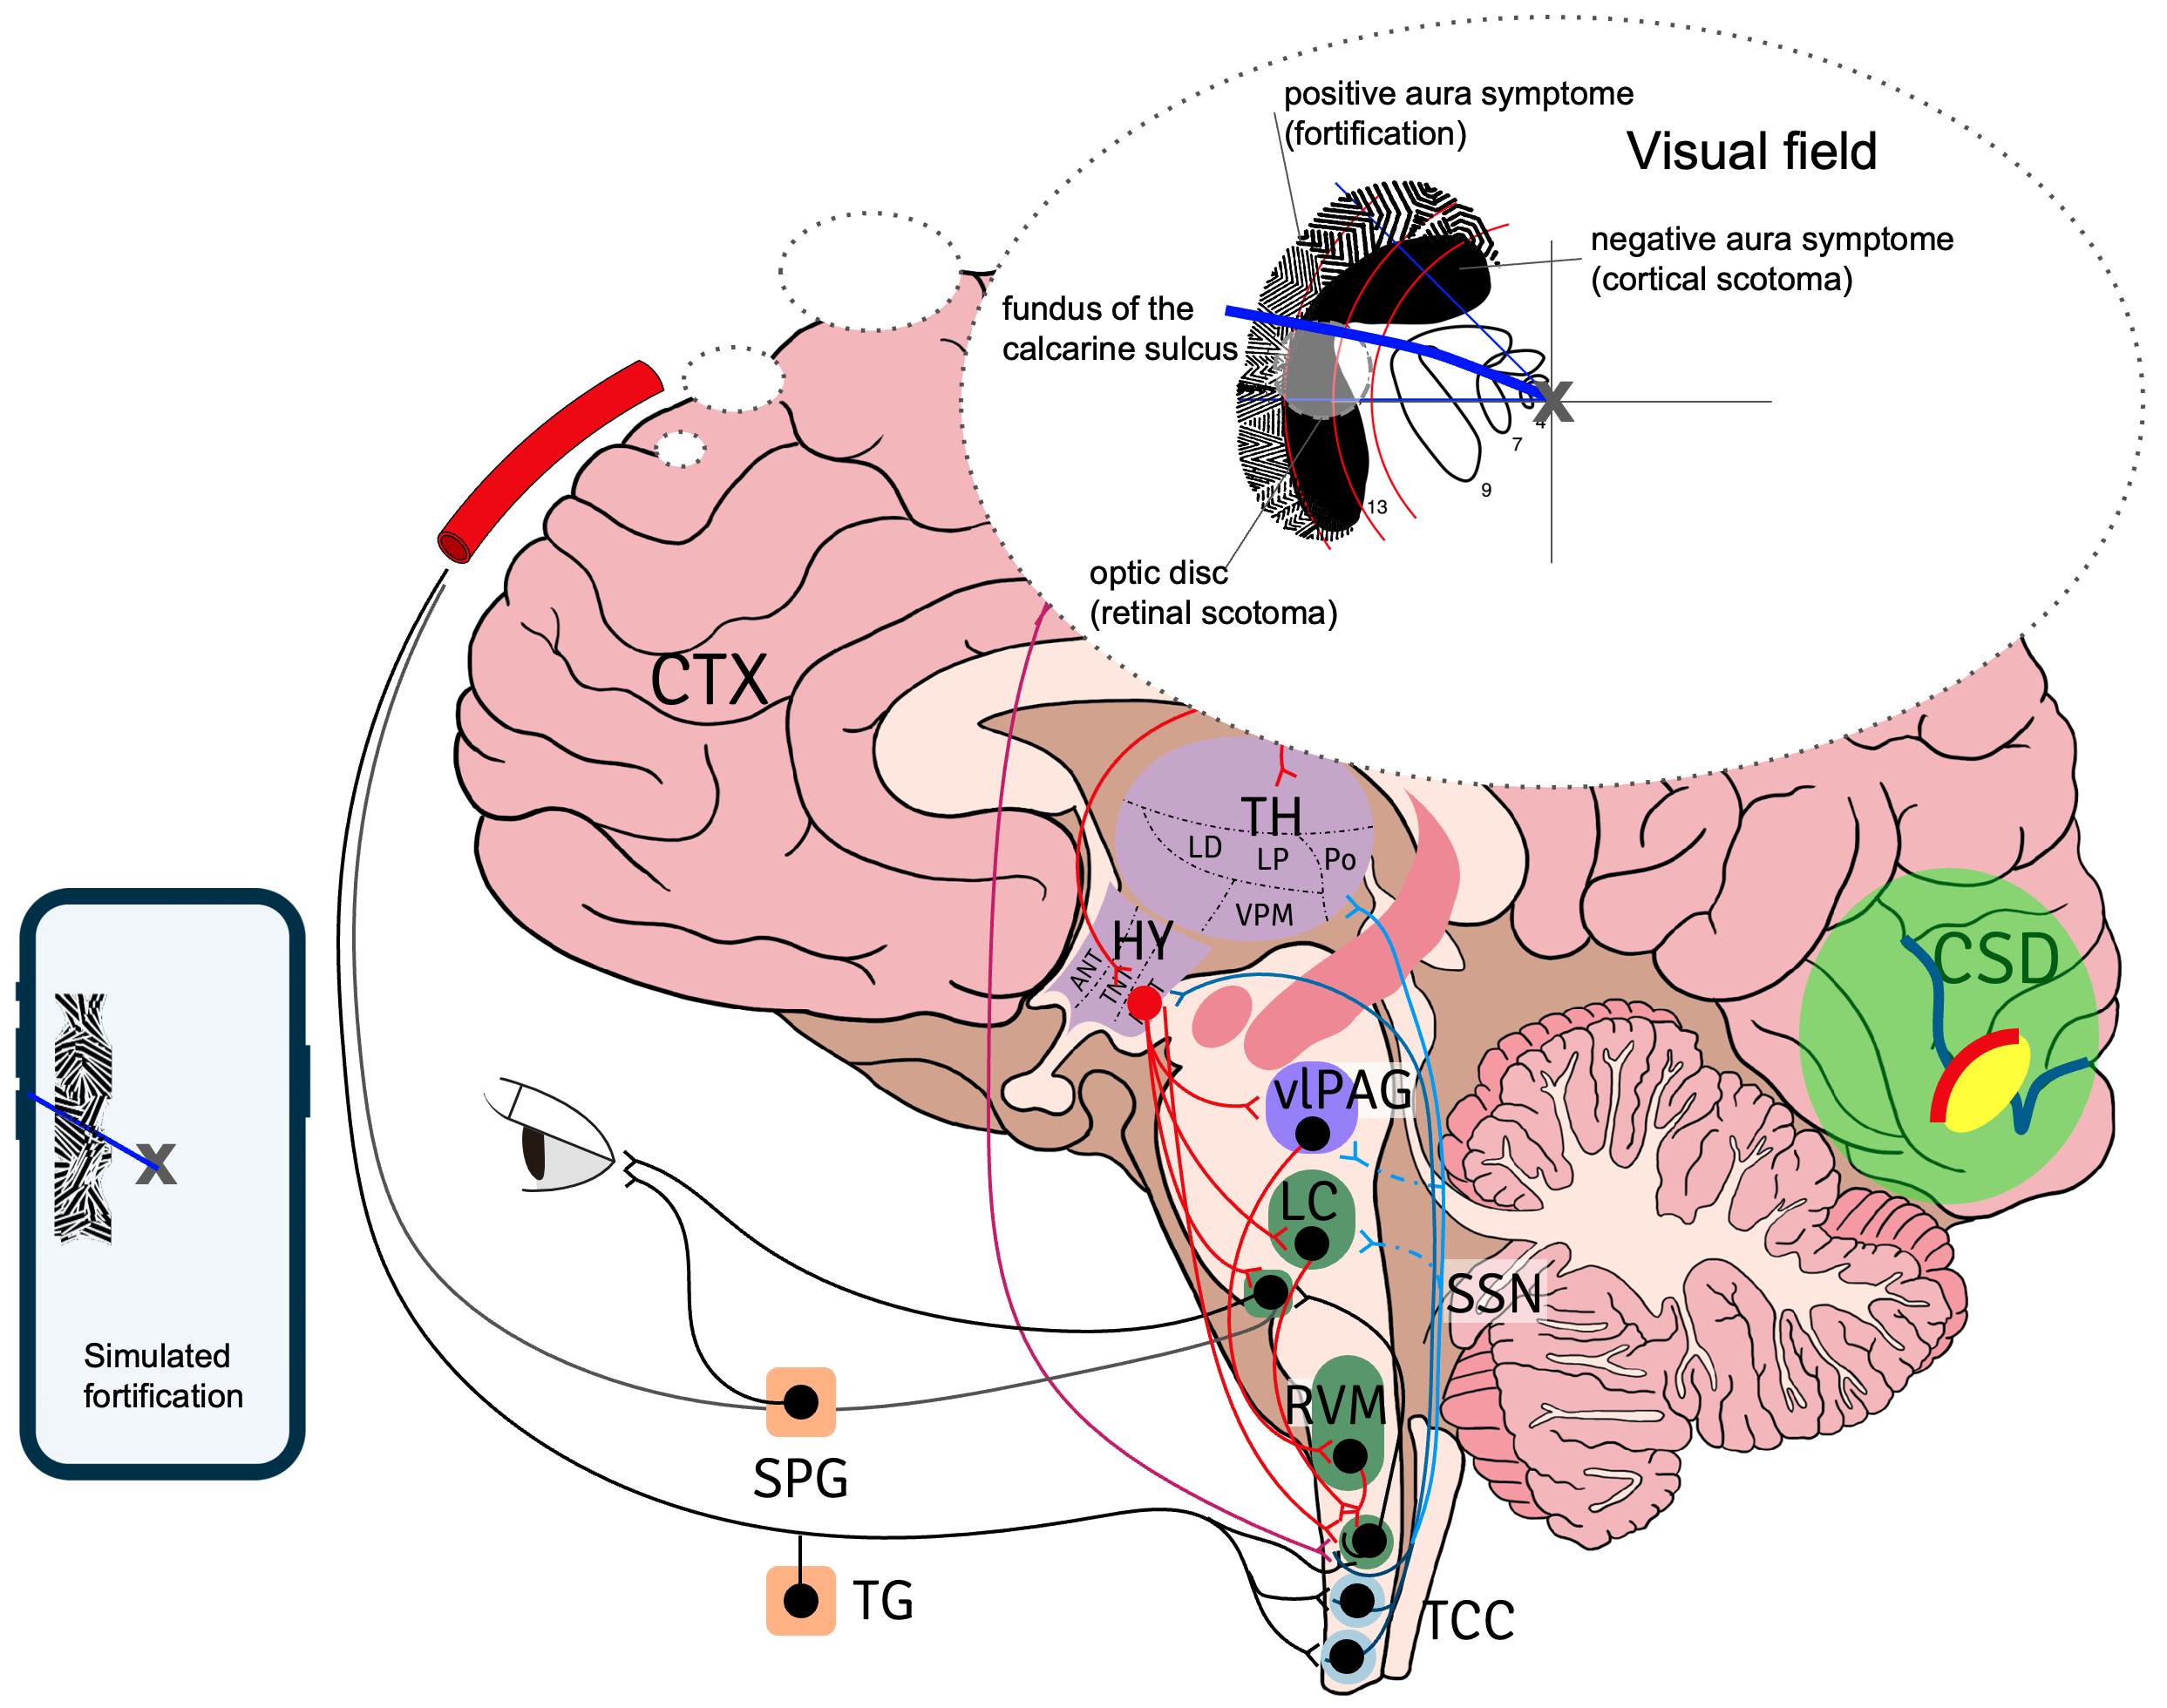 positive aura symptome
(fortification)
Visual field
negative aura symptome
(cortical scotoma)
fundus of the
calcarine sulcus
X
4
7
9
13
optic disc
(retinal scotoma)
CTX
TH
LD
LP
Po
VPM
HY
ANT
TNT
CSD
vlPAG
LC
SSN
RVM
SPG
TG
TCC
X
Simulated
fortification